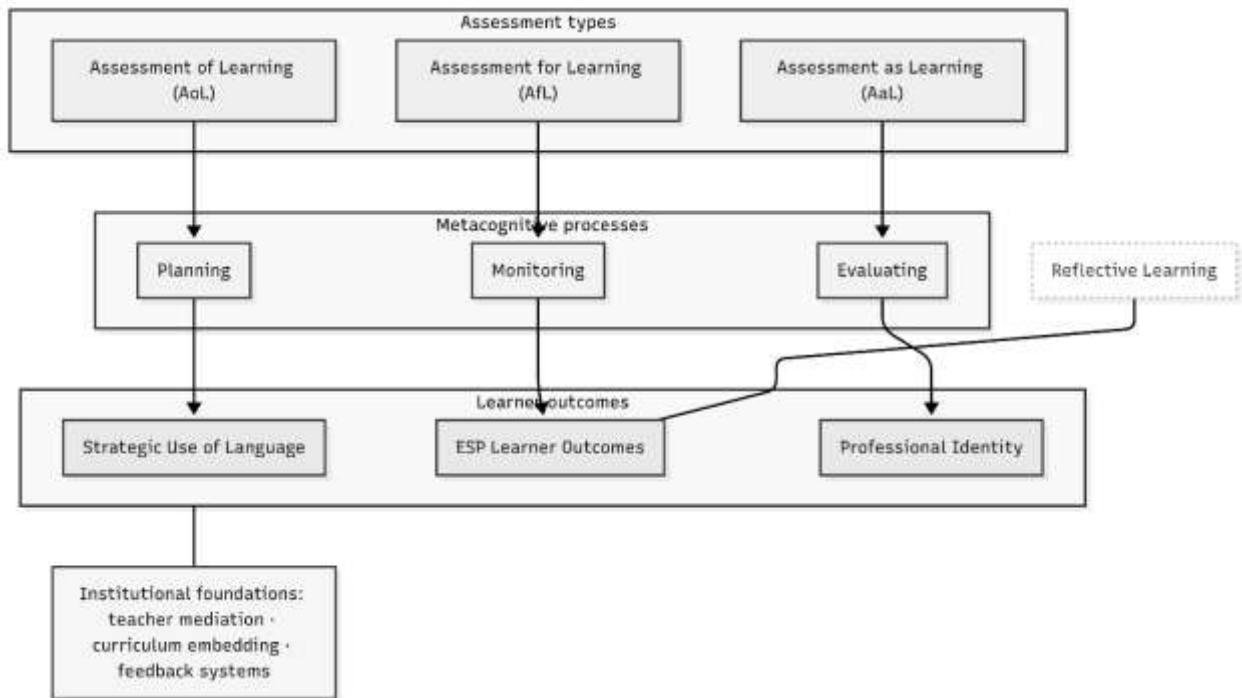 Assessment types
Assessment of Learning
(AoL)
Assessment for Learning
(AfL)
Assessment as Learning
(AaL)
Metacognitive processes
Planning
Monitoring
Evaluating
Reflective Learning
Learner outcomes
Strategic Use of Language
ESP Learner Outcomes
Professional Identity
Institutional foundations:
teacher mediation ·
curriculum embedding ·
feedback systems